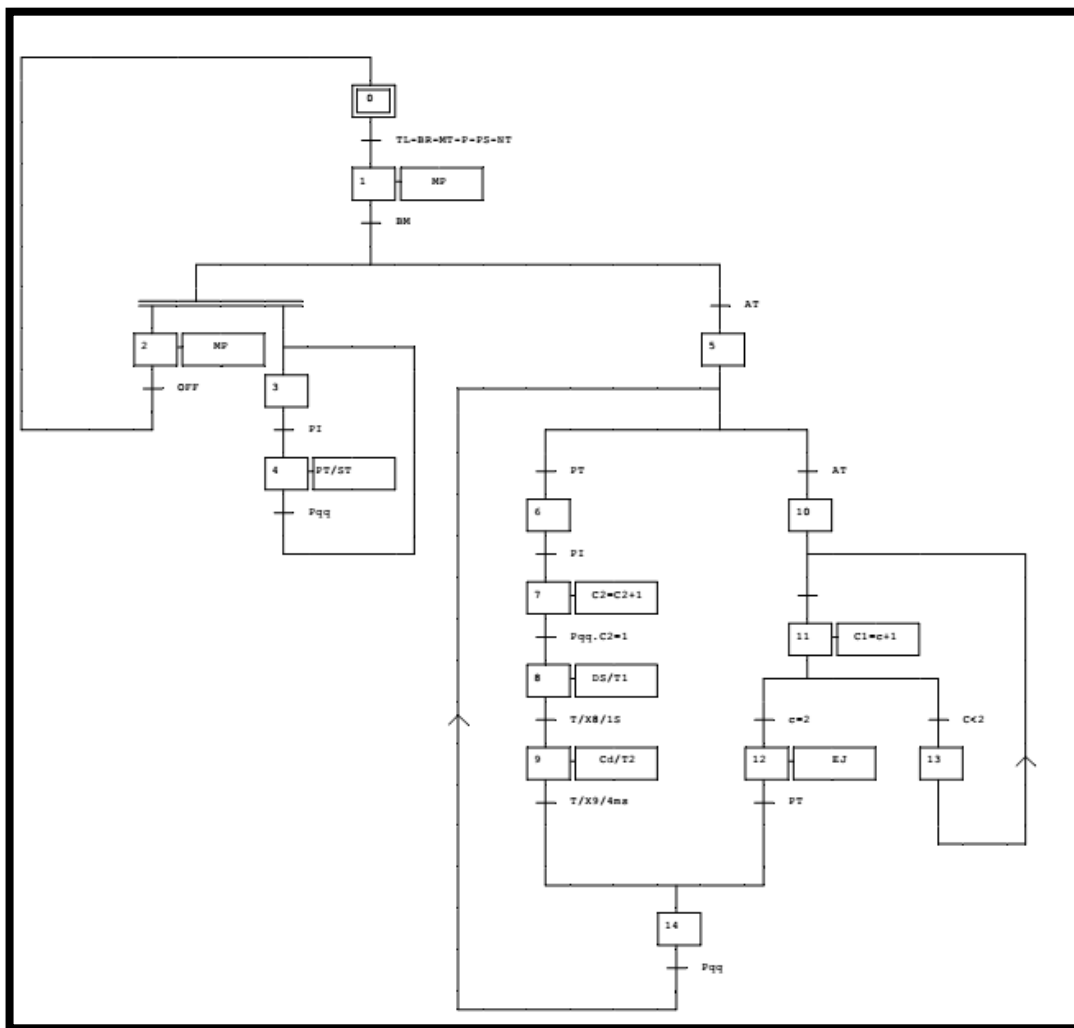 0
TL-BR-MT-P-PS-NT
1 MP
BM
AT
2 MP
5
OFF
3
PI
4 PT/ST
PT
AT
Pqq
6
10
PI
7 C2=C2+1
Pqq.C2=1
11 C1=c+1
8 DS/T1
T/X8/1S
c=2
C<2
9 Cd/T2
12 EJ
13
T/X9/4ms
PT
14
Pqq